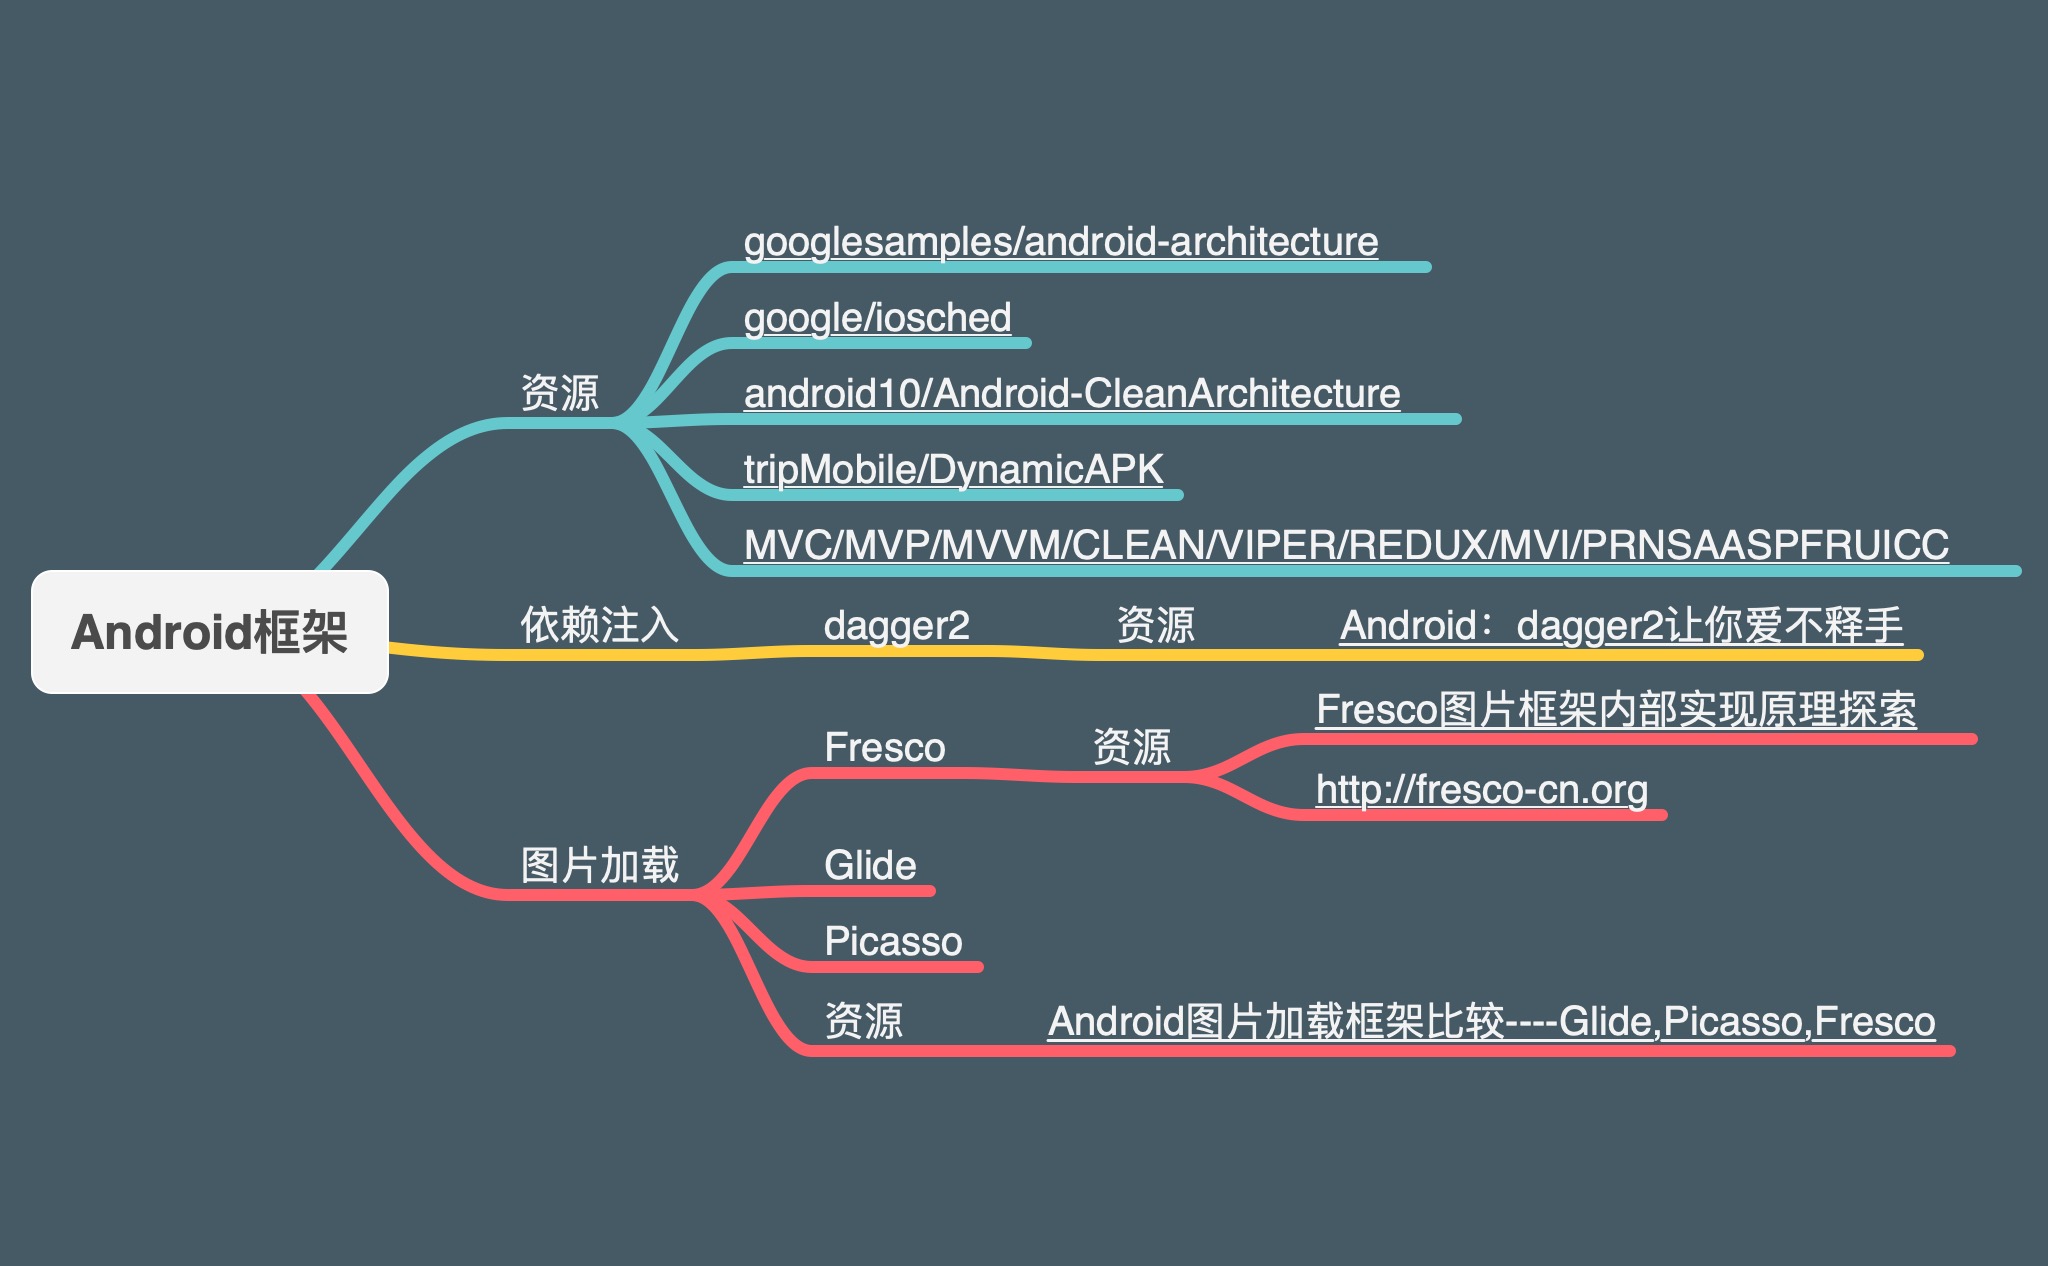 Android框架
资源
googlesamples/android-architecture
google/iosched
android10/Android-CleanArchitecture
tripMobile/DynamicAPK
MVC/MVP/MVVM/CLEAN/VIPER/REDUX/MVI/PRNSAASPFRUICC
依赖注入
dagger2
资源
Android：dagger2让你爱不释手
图片加载
Fresco
资源
Fresco图片框架内部实现原理探索
http://fresco-cn.org
Glide
Picasso
资源
Android图片加载框架比较----Glide,Picasso,Fresco